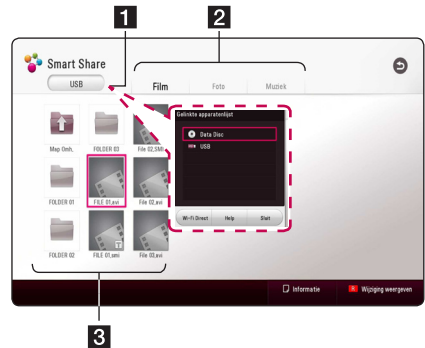 1
2
Smart Share
USB
Film
Foto
Muziek
Gelinkte apparatenlijst
Data Disc
USB
Wi-Fi Direct
Help
Sluit
Map Omh.
FOLDER 03
File 02,SMI
FOLDER 01
FILE 01,avi
File 02,avi
FOLDER 02
FILE 01,smi
File 03,avi
Informatie
Wijziging weergeven
3